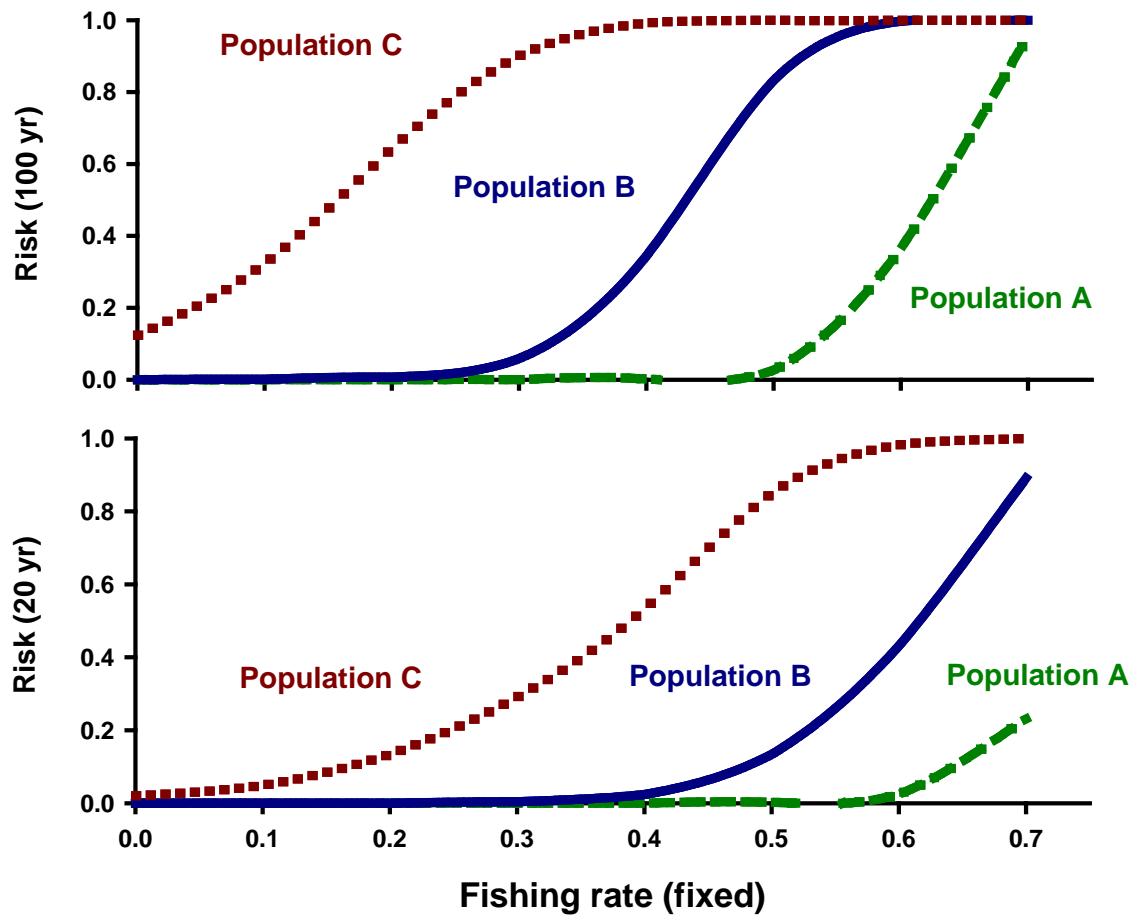 Risk (100 yr)
1.0
0.8
0.6
0.4
0.2
0.0
Population C
Population B
Population A
Risk (20 yr)
1.0
0.8
0.6
0.4
0.2
0.0
Population C
Population B
Population A
0.0 0.1 0.2 0.3 0.4 0.5 0.6 0.7
Fishing rate (fixed)